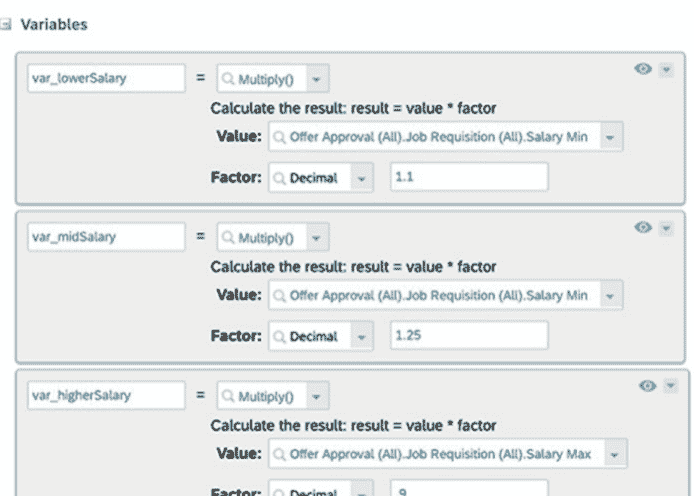 Variables
var_lowerSalary = Multiply()
Calculate the result: result = value * factor
Value: Offer Approval (All).Job Requisition (All).Salary Min
Factor: Decimal 1.1
var_midSalary = Multiply()
Calculate the result: result = value * factor
Value: Offer Approval (All).Job Requisition (All).Salary Min
Factor: Decimal 1.25
var_higherSalary = Multiply()
Calculate the result: result = value * factor
Value: Offer Approval (All).Job Requisition (All).Salary Max
Factor: Decimal .9